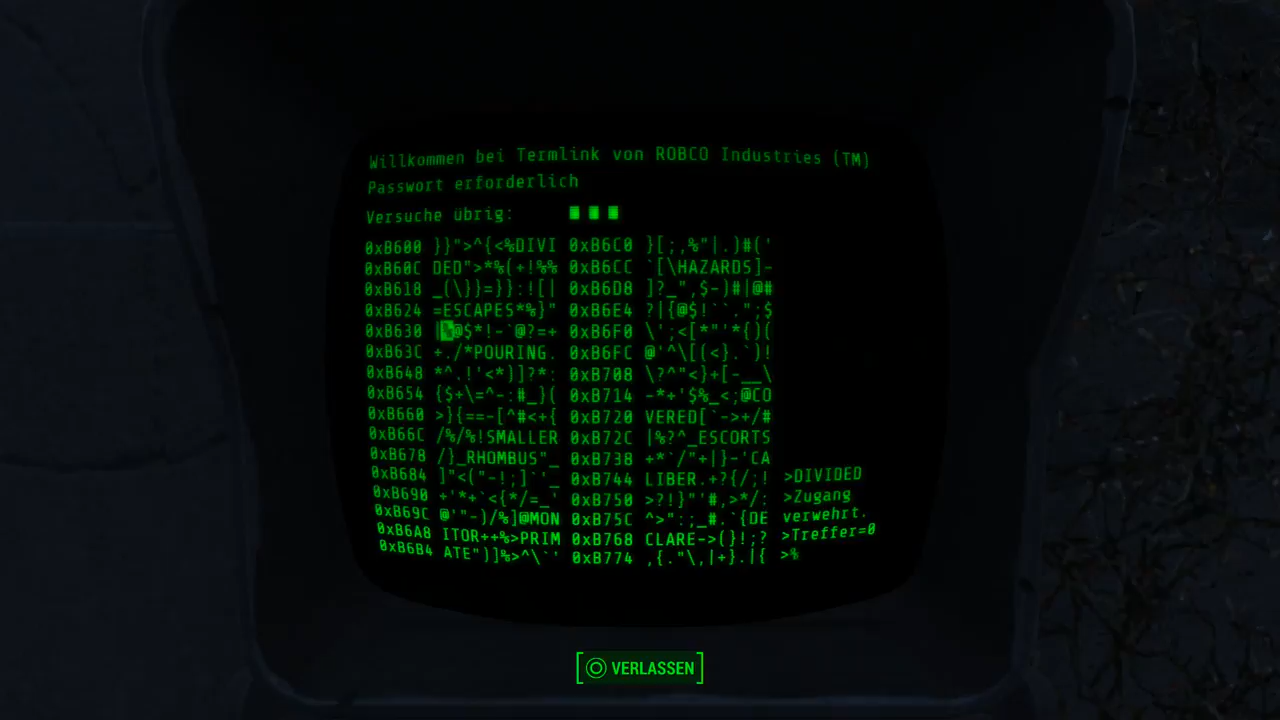 Willkommen bei Termlink von ROBCO Industries (TM)
Passwort erforderlich
Versuche übrig: ■ ■ ■
0xB600 }}">^{<%DIVI 0xB6C0 }[;,%"|.)#('
0xB60C DED">*%(+!%% 0xB6CC `[\HAZARDS]-
0xB618 _(\}}=}}:![| 0xB6D8 ]?_",$-)#|@#
0xB624 =ESCAPES*%}" 0xB6E4 ?|{@$!``.";$
0xB630 |%@$*!-`@?=+ 0xB6F0 \';<[*"'*{)(
0xB63C +./*POURING. 0xB6FC @'^\[(<}.`)!
0xB648 *^.!'<*)]?*: 0xB708 \?^"<}+[-__\
0xB654 {$+\=^-:#_}( 0xB714 -*+'$%_<;@CO
0xB660 >}{==-[^#<+{ 0xB720 VERED[`->+/#
0xB66C /%/%!SMALLER 0xB72C |%?^_ESCORTS
0xB678 /}_RHOMBUS"_ 0xB738 +*`/"+|}-'CA
0xB684 ]"<("-!;]``_ 0xB744 LIBER.+?{/;! >DIVIDED
0xB690 +'*+`<{*/=_' 0xB750 >?!}"'#,>*/: >Zugang
0xB69C @'"-)/%]@MON 0xB75C ^>":;_#.`{DE verwehrt.
0xB6A8 ITOR++%>PRIM 0xB768 CLARE->(}!;? >Treffer=0
0xB6B4 ATE")]%>^\`' 0xB774 ,{."\,|+}.|{ >%
VERLASSEN